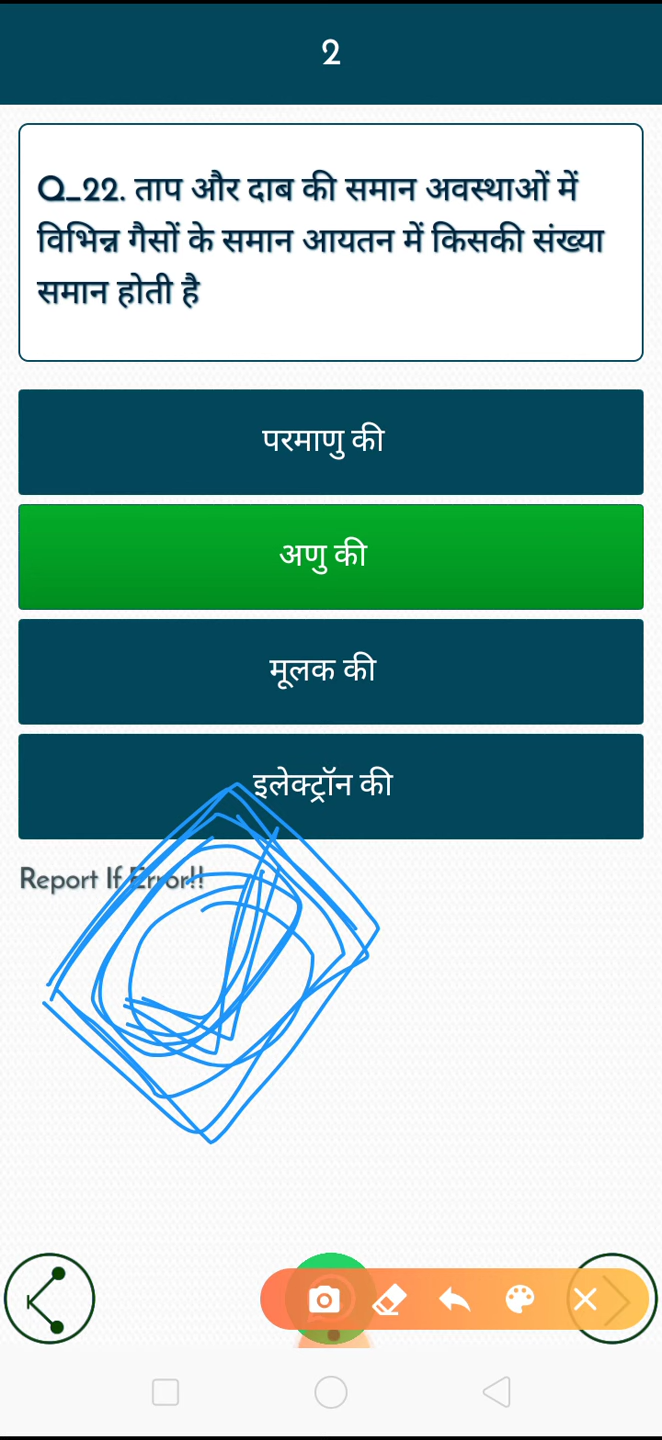 2
Q_22. ताप और दाब की समान अवस्थाओं में
विभिन्न गैसों के समान आयतन में किसकी संख्या
समान होती है
परमाणु की
अणु की
मूलक की
इलेक्ट्रॉन की
Report If Error!!